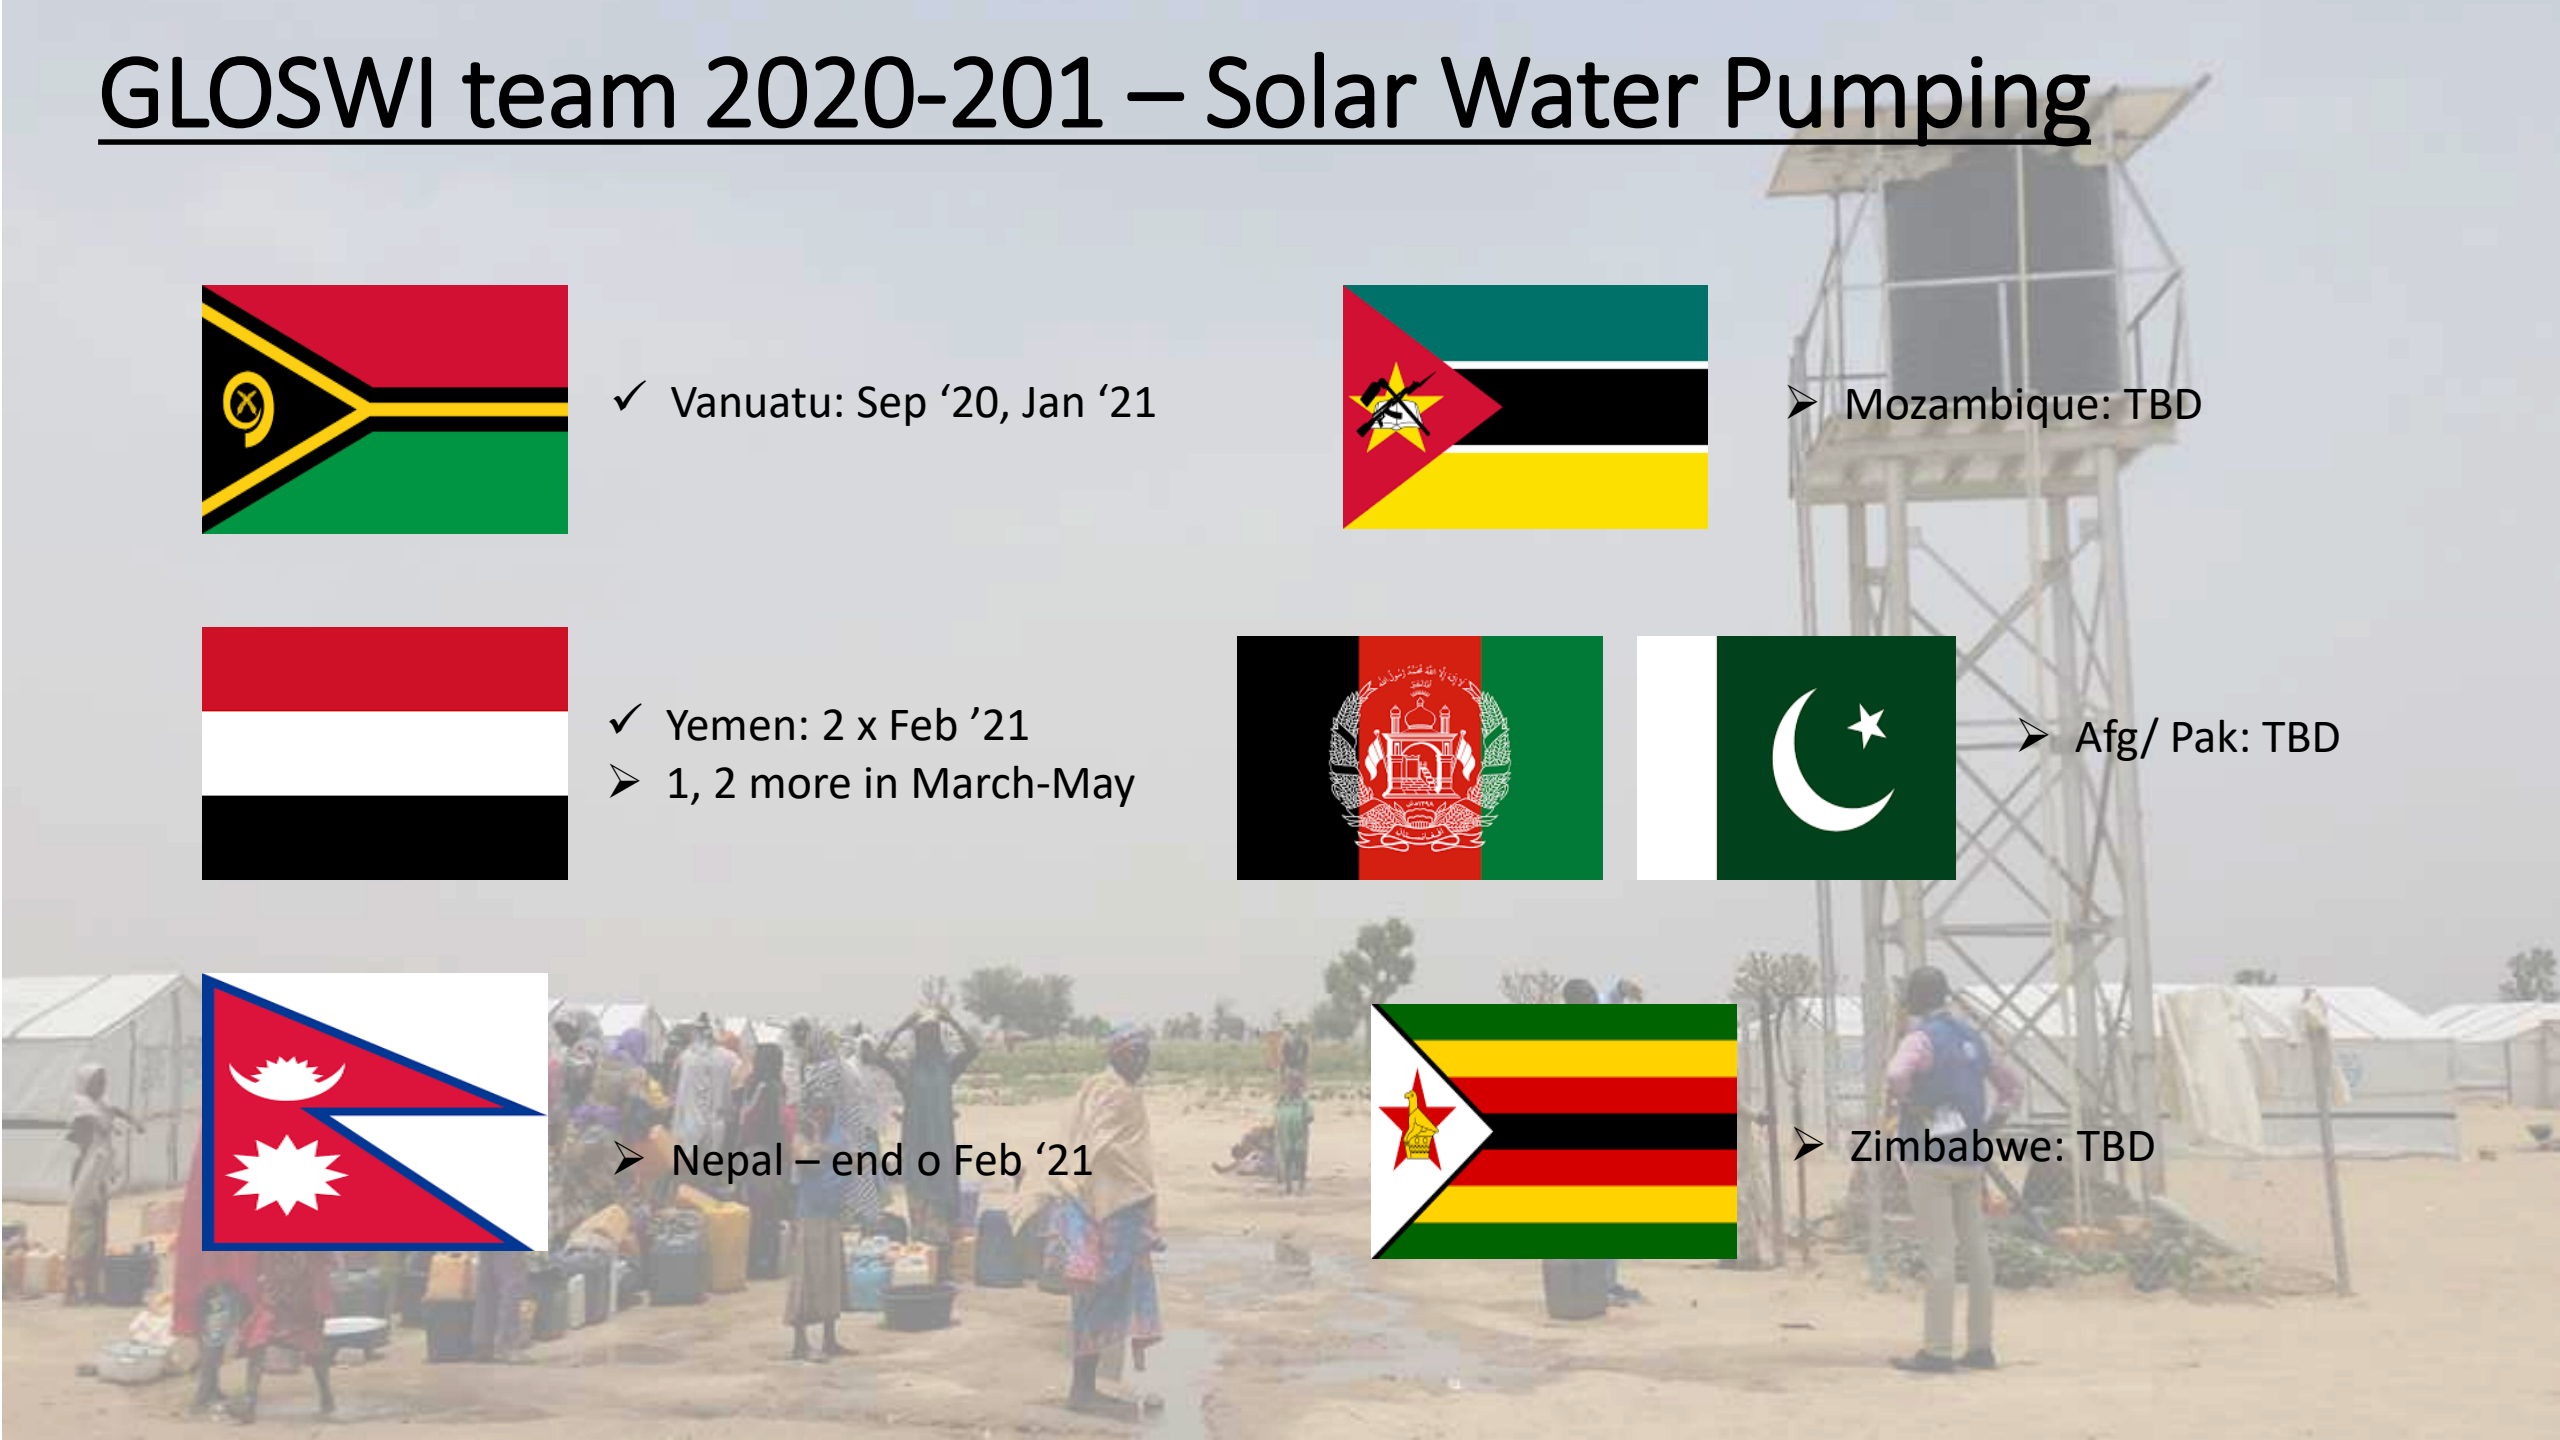 GLOSWI team 2020-201 – Solar Water Pumping
✓ Vanuatu: Sep ‘20, Jan ‘21
➢ Mozambique: TBD
✓ Yemen: 2 x Feb ’21
➢ 1, 2 more in March-May
➢ Afg/ Pak: TBD
➢ Nepal – end o Feb ‘21
➢ Zimbabwe: TBD